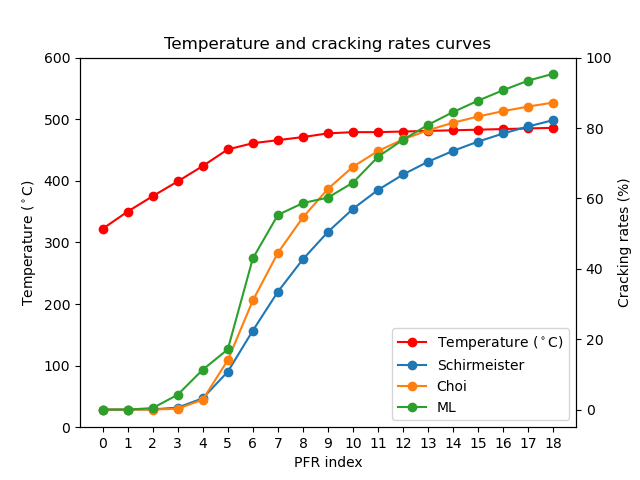 Temperature and cracking rates curves
600
500
400
300
200
100
0
Temperature (°C)
100
80
60
40
20
0
Cracking rates (%)
Temperature (°C)
Schirmeister
Choi
ML
0 1 2 3 4 5 6 7 8 9 10 11 12 13 14 15 16 17 18
PFR index